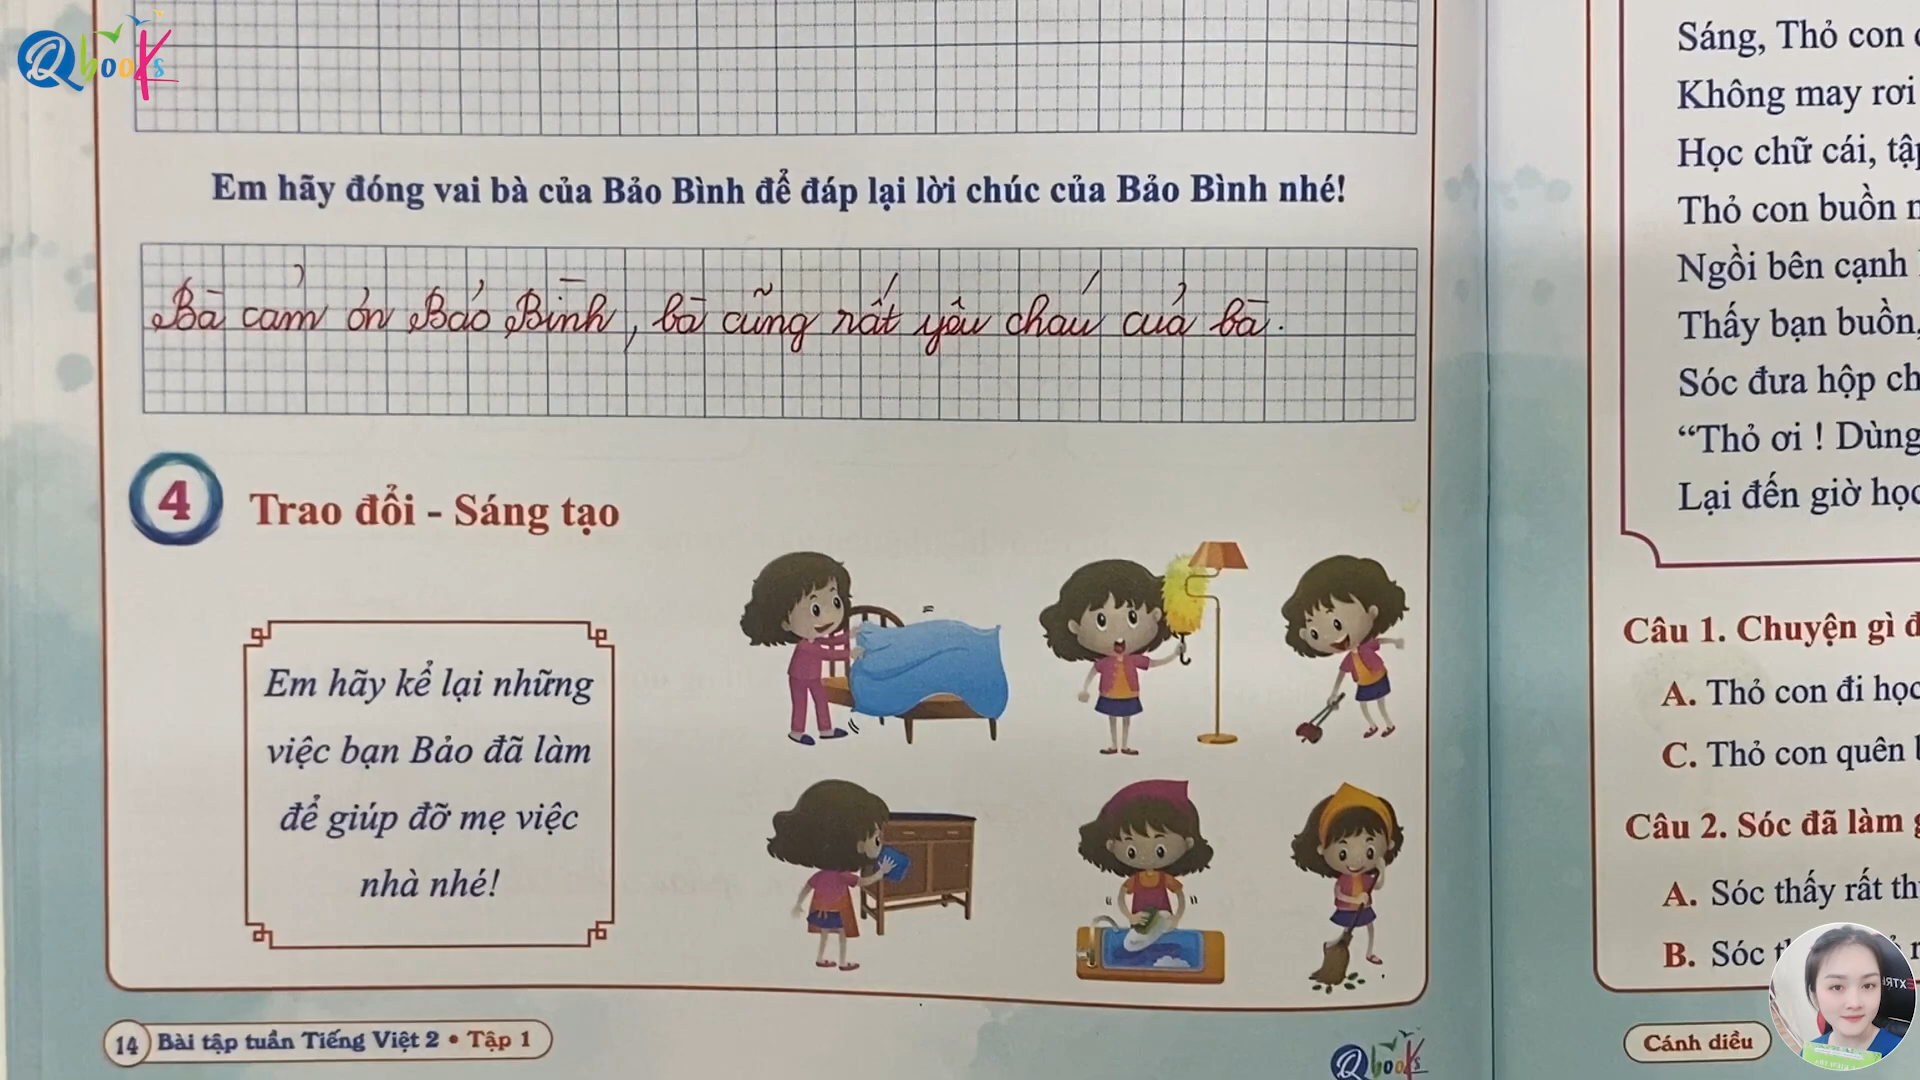 Qbooks
Em hãy đóng vai bà của Bảo Bình để đáp lại lời chúc của Bảo Bình nhé!
Bà cảm ơn Bảo Bình, bà cũng rất yêu cháu của bà.
4 Trao đổi - Sáng tạo
Em hãy kể lại những
việc bạn Bảo đã làm
để giúp đỡ mẹ việc
nhà nhé!
14 Bài tập tuần Tiếng Việt 2 • Tập 1
Qbooks
Sáng, Thỏ con
Không may rơi
Học chữ cái,
Thỏ con buồn
Ngồi bên cạnh
Thấy bạn buồn,
Sóc đưa hộp
“Thỏ ơi ! Dùng
Lại đến giờ
Câu 1. Chuyện gì
A. Thỏ con đi
C. Thỏ con quên
Câu 2. Sóc đã làm
A. Sóc thấy rất
B. Sóc
Cánh diều